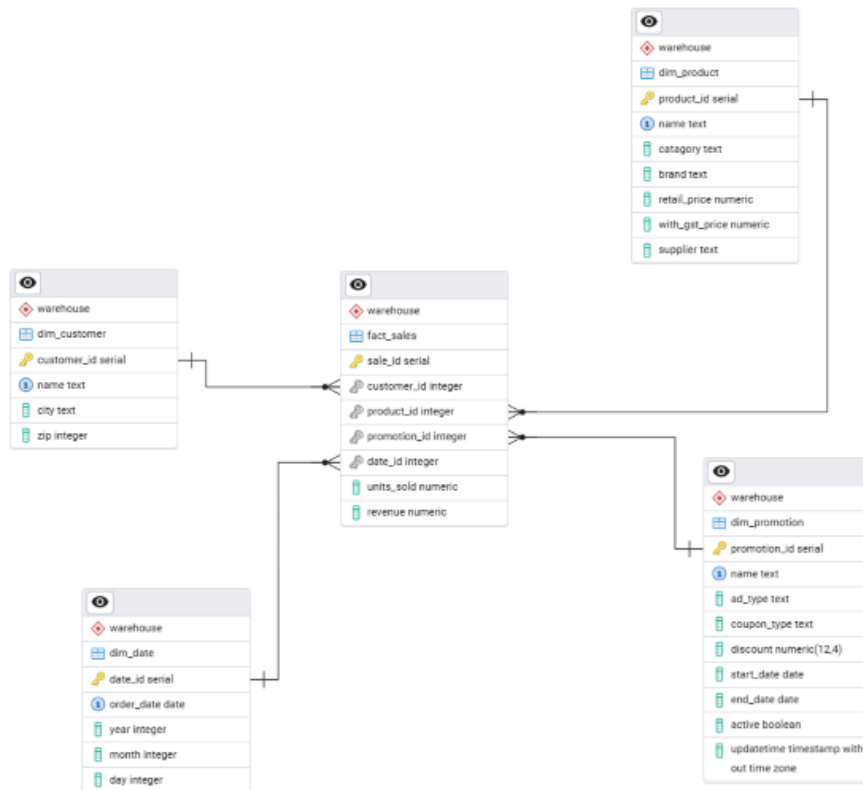 warehouse
dim_product
product_id serial
name text
catagory text
brand text
retail_price numeric
with_gst_price numeric
supplier text
warehouse
dim_customer
customer_id serial
name text
city text
zip integer
warehouse
fact_sales
sale_id serial
customer_id integer
product_id integer
promotion_id integer
date_id integer
units_sold numeric
revenue numeric
warehouse
dim_promotion
promotion_id serial
name text
ad_type text
coupon_type text
discount numeric(12,4)
start_date date
end_date date
active boolean
updatetime timestamp with
out time zone
warehouse
dim_date
date_id serial
order_date date
year integer
month integer
day integer